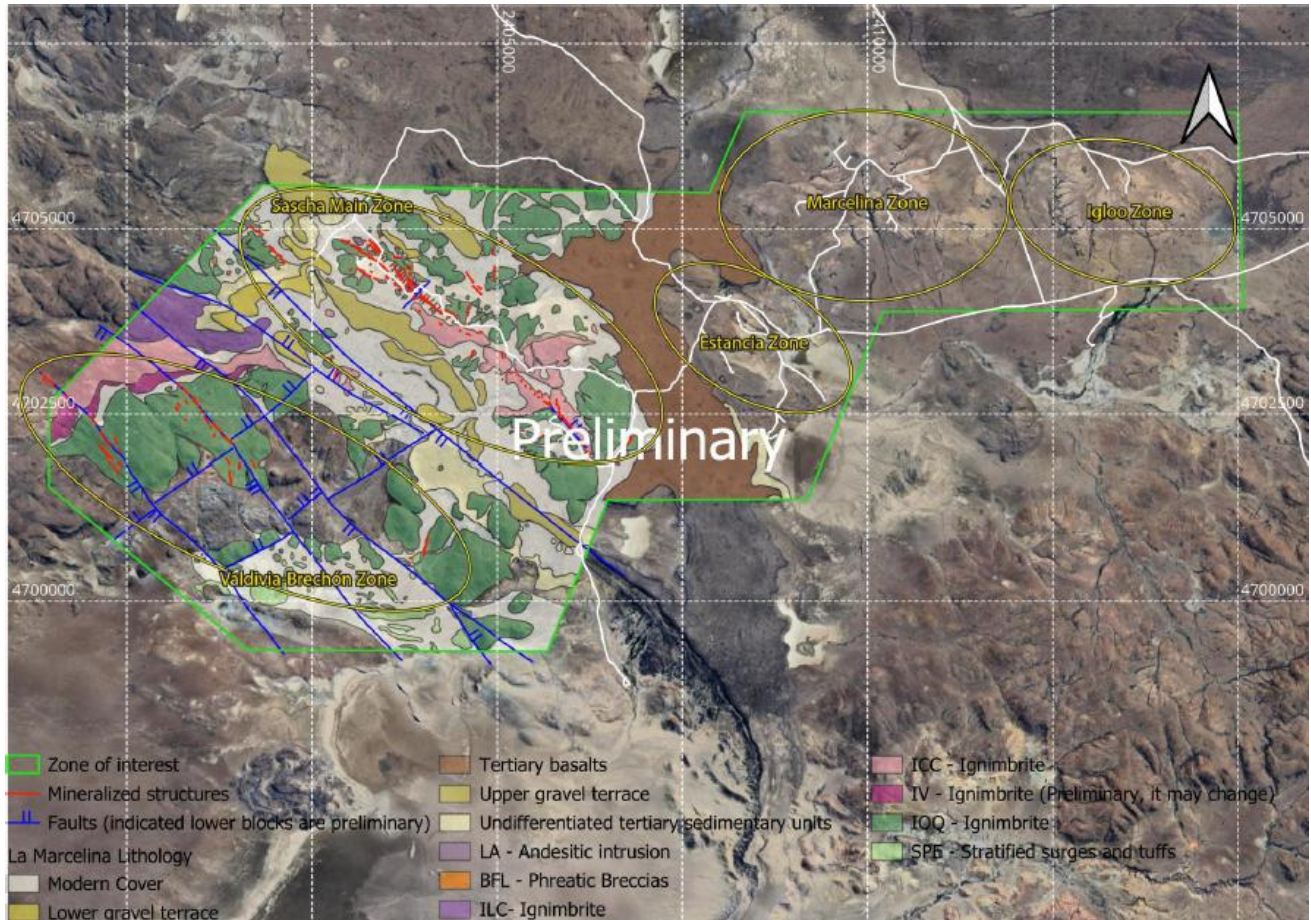 2405000
2410000
Sascha Main Zone
Marcelina Zone
Igloo Zone
4705000
4705000
Estancia Zone
4702500
4702500
Preliminary
Valdivia Brechón Zone
4700000
4700000
Zone of interest
Mineralized structures
Faults (indicated lower blocks are preliminary)
La Marcelina Lithology
Modern Cover
Lower gravel terrace
Tertiary basalts
Upper gravel terrace
Undifferentiated tertiary sedimentary units
LA - Andesitic intrusion
BFL - Phreatic Breccias
ILC- Ignimbrite
ICC - Ignimbrite
IV - Ignimbrite (Preliminary, it may change)
IOQ - Ignimbrite
SPE - Stratified surges and tuffs